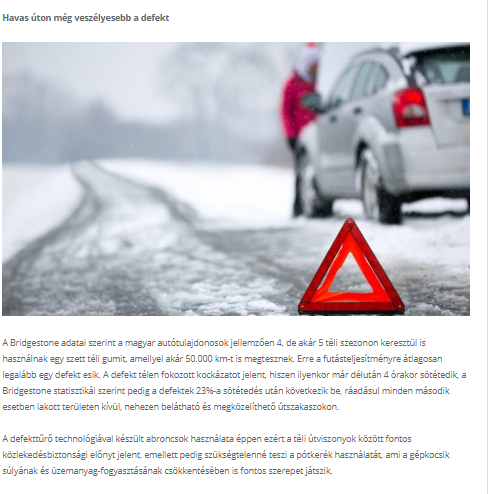 Havas úton még veszélyesebb a defekt
A Bridgestone adatai szerint a magyar autótulajdonosok jellemzően 4, de akár 5 téli szezonon keresztül is
használnak egy szett téli gumit, amellyel akár 50.000 km-t is megtesznek. Erre a futásteljesítményre átlagosan
legalább egy defekt esik. A defekt télen fokozott kockázatot jelent, hiszen ilyenkor már délután 4 órakor sötétedik, a
Bridgestone statisztikái szerint pedig a defektek 23%-a sötétedés után következik be, ráadásul minden második
esetben lakott területen kívül, nehezen belátható és megközelíthető útszakaszokon.
A defekttűrő technológiával készült abroncsok használata éppen ezért a téli útviszonyok között fontos
közlekedésbiztonsági előnyt jelent, emellett pedig szükségtelenné teszi a pótkerék használatát, ami a gépkocsik
súlyának és üzemanyag-fogyasztásának csökkentésében is fontos szerepet játszik.